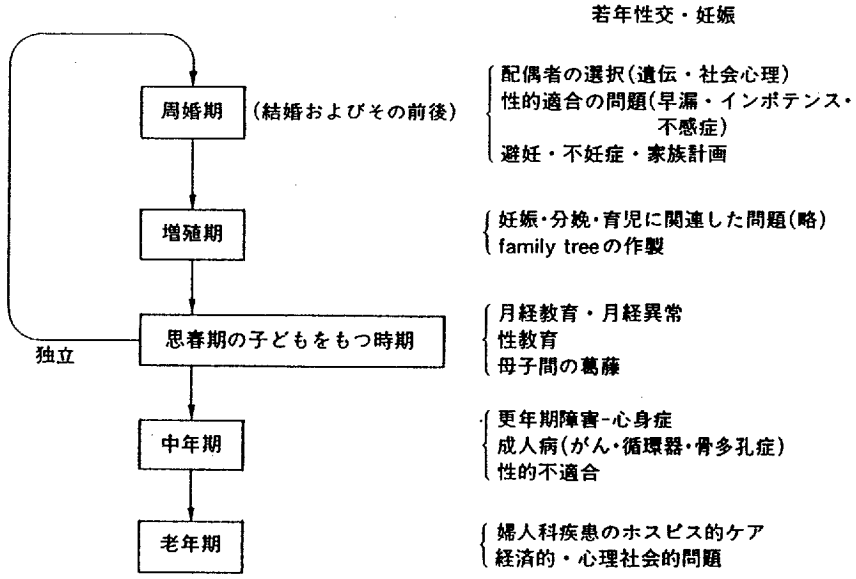 若年性交・妊娠
周婚期 (結婚およびその前後)
配偶者の選択(遺伝・社会心理)
性的適合の問題(早漏・インポテンス・
不感症)
避妊・不妊症・家族計画
増殖期
妊娠・分娩・育児に関連した問題(略)
family treeの作製
思春期の子どもをもつ時期
独立
月経教育・月経異常
性教育
母子間の葛藤
中年期
更年期障害-心身症
成人病(がん・循環器・骨多孔症)
性的不適合
老年期
婦人科疾患のホスピス的ケア
経済的・心理社会的問題